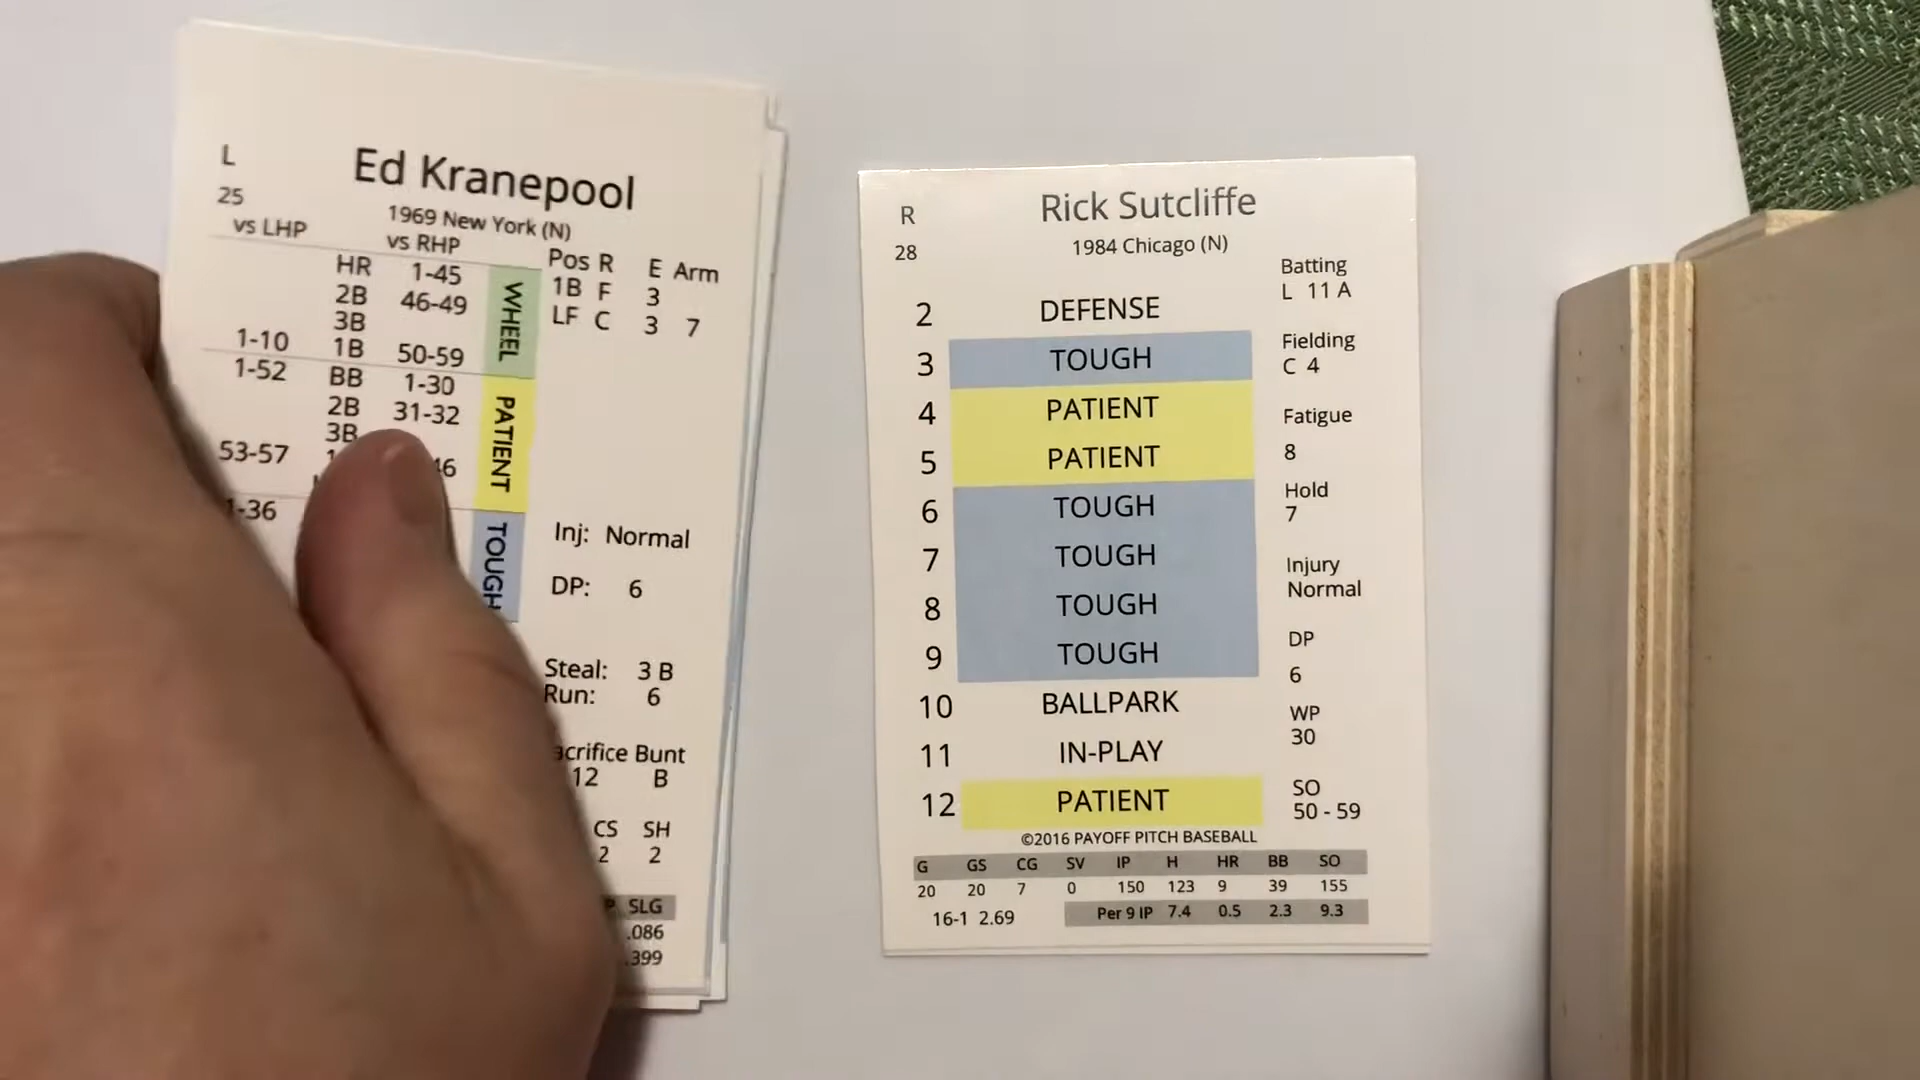 L
Ed Kranepool
25
1969 New York (N)
vs LHP vs RHP
Pos R E Arm
HR 1-45
1B F 3
2B 46-49
LF C 3 7
3B
1-10 1B 50-59
WHEEL
1-52 BB 1-30
2B 31-32
3B
53-57
PATIENT
1-36
TOUGH
Inj: Normal
DP: 6
Steal: 3 B
Run: 6
Bunt
12 B
CS SH
2 2
SLG
.086
.399
R
Rick Sutcliffe
28
1984 Chicago (N)
2 DEFENSE
3 TOUGH
4 PATIENT
5 PATIENT
6 TOUGH
7 TOUGH
8 TOUGH
9 TOUGH
10 BALLPARK
11 IN-PLAY
12 PATIENT
Batting
L 11 A
Fielding
C 4
Fatigue
8
Hold
7
Injury
Normal
DP
6
WP
30
SO
50 - 59
©2016 PAYOFF PITCH BASEBALL
G GS CG SV IP H HR BB SO
20 20 7 0 150 123 9 39 155
16-1 2.69 Per 9 IP 7.4 0.5 2.3 9.3